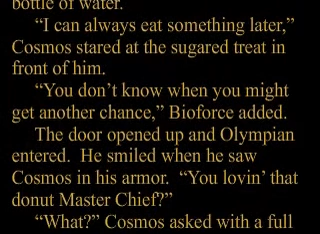 bottle of water.
“I can always eat something later,”
Cosmos stared at the sugared treat in
front of him.
“You don’t know when you might
get another chance,” Bioforce added.
The door opened up and Olympian
entered.  He smiled when he saw
Cosmos in his armor.  “You lovin’ that
donut Master Chief?”
“What?” Cosmos asked with a full